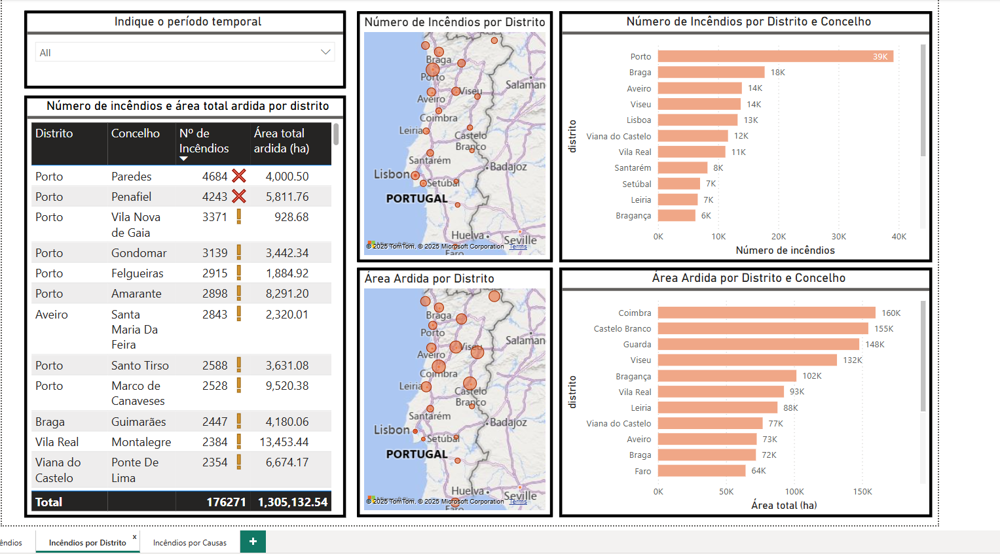 Indique o período temporal
All
Número de incêndios e área total ardida por distrito
Distrito Concelho Nº de Incêndios Área total ardida (ha)
Porto Paredes 4684 4,000.50
Porto Penafiel 4243 5,811.76
Porto Vila Nova de Gaia 3371 928.68
Porto Gondomar 3139 3,442.34
Porto Felgueiras 2915 1,884.92
Porto Amarante 2898 8,291.20
Aveiro Santa Maria Da Feira 2843 2,320.01
Porto Santo Tirso 2588 3,631.08
Porto Marco de Canaveses 2528 9,520.38
Braga Guimarães 2447 4,180.06
Vila Real Montalegre 2384 13,453.44
Viana do Castelo Ponte De Lima 2354 6,674.17
Total 176271 1,305,132.54
Número de Incêndios por Distrito
Braga
Porto
Salaman
Viseu
Aveiro
Coimbra
Leiria
Castelo
Branco
Santarém
Badajoz
Lisbon
Setúbal
PORTUGAL
Huelva
Seville
© 2025 TomTom, © 2025 Microsoft Corporation Terms
Faro
Número de Incêndios por Distrito e Concelho
distrito
Porto 39K
Braga 18K
Aveiro 14K
Viseu 14K
Lisboa 13K
Viana do Castelo 12K
Vila Real 11K
Santarém 8K
Setúbal 7K
Leiria 7K
Bragança 6K
0K 10K 20K 30K 40K
Número de incêndios
Área Ardida por Distrito
Braga
Porto
Salaman
Viseu
Aveiro
Coimbra
Leiria
Castelo
Branco
Santarém
Badajoz
Lisbon
Setúbal
PORTUGAL
Huelva
Seville
© 2025 TomTom, © 2025 Microsoft Corporation Terms
Faro
Área Ardida por Distrito e Concelho
distrito
Coimbra 160K
Castelo Branco 155K
Guarda 148K
Viseu 132K
Bragança 102K
Vila Real 93K
Leiria 88K
Viana do Castelo 77K
Aveiro 73K
Braga 72K
Faro 64K
0K 50K 100K 150K
Área total (ha)
êndios
Incêndios por Distrito x
Incêndios por Causas
+